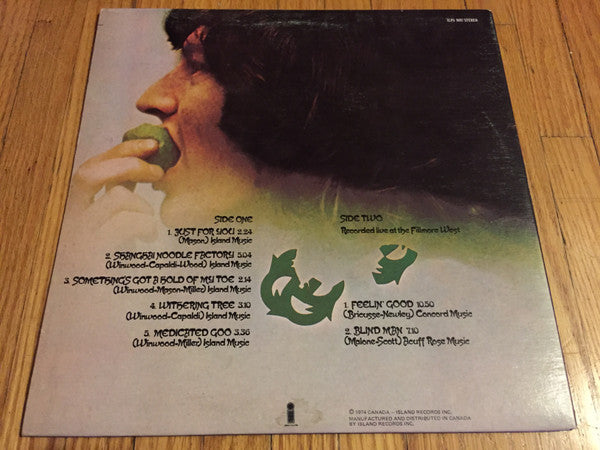 ILPS 9097 STEREO
SIDE ONE
1. JUST FOR YOU 2.24
(Mason) Island Music
2. SHANGHAI NOODLE FACTORY 5.04
(Winwood-Capaldi-Wood) Island Music
3. SOMETHING'S GOT A HOLD OF MY TOE 2.14
(Winwood-Mason-Miller) Island Music
4. WITHERING TREE 3.10
(Winwood-Capaldi) Island Music
5. MEDICATED GOO 3.36
(Winwood-Miller) Island Music
SIDE TWO
Recorded live at the Fillmore West
1. FEELIN' GOOD 10.50
(Bricusse-Newley) Concord Music
2. BLIND MAN 7.10
(Malone-Scott) Acuff Rose Music
© 1974 CANADA – ISLAND RECORDS INC.
MANUFACTURED AND DISTRIBUTED IN CANADA
BY ISLAND RECORDS INC.